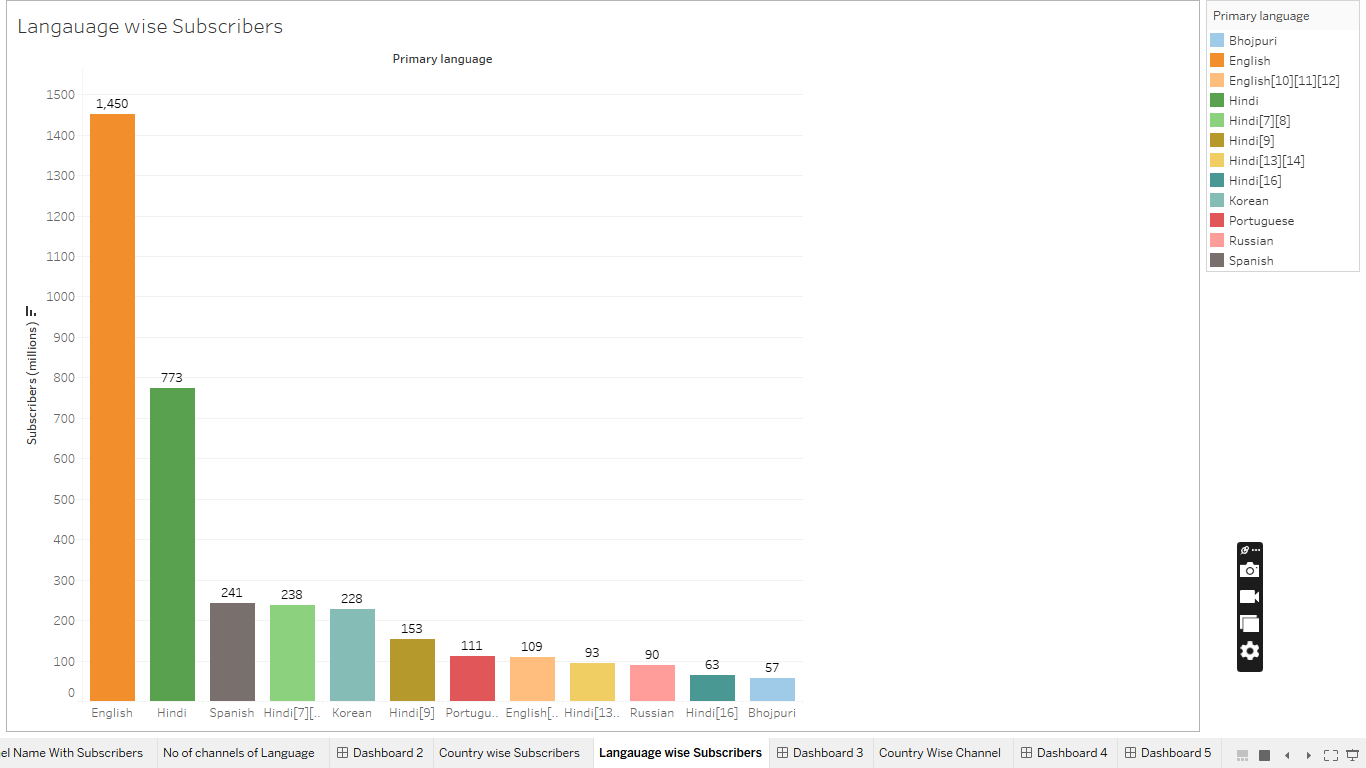 Langauage wise Subscribers
Primary language
Subscribers (millions)
1500
1400
1300
1200
1100
1000
900
800
700
600
500
400
300
200
100
0
1,450
773
241
238
228
153
111
109
93
90
63
57
English
Hindi
Spanish
Hindi[7][..
Korean
Hindi[9]
Portugu..
English[..
Hindi[13..
Russian
Hindi[16]
Bhojpuri
Primary language
Bhojpuri
English
English[10][11][12]
Hindi
Hindi[7][8]
Hindi[9]
Hindi[13][14]
Hindi[16]
Korean
Portuguese
Russian
Spanish
el Name With Subscribers
No of channels of Language
Dashboard 2
Country wise Subscribers
Langauage wise Subscribers
Dashboard 3
Country Wise Channel
Dashboard 4
Dashboard 5